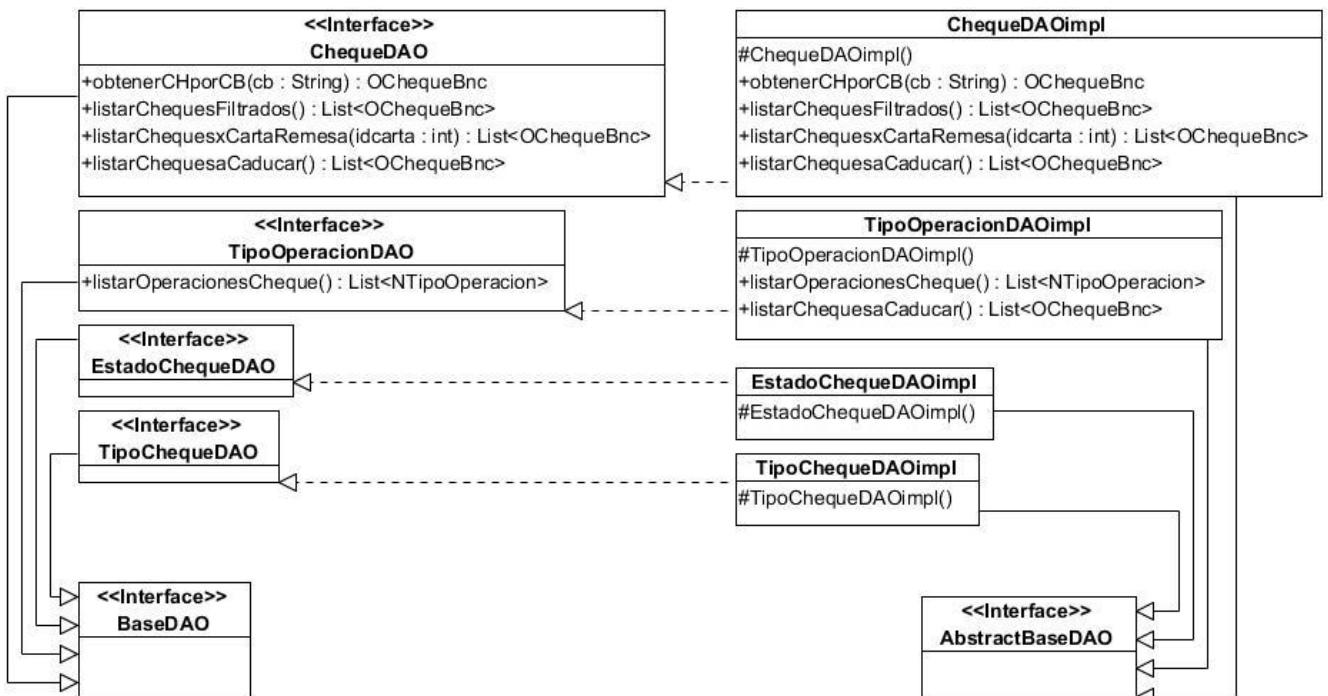 <<Interface>>
ChequeDAO
+obtenerCHporCB(cb : String) : OChequeBnc
+listarChequesFiltrados() : List<OChequeBnc>
+listarChequesxCartaRemesa(idcarta : int) : List<OChequeBnc>
+listarChequesaCaducar() : List<OChequeBnc>
ChequeDAOimpl
#ChequeDAOimpl()
+obtenerCHporCB(cb : String) : OChequeBnc
+listarChequesFiltrados() : List<OChequeBnc>
+listarChequesxCartaRemesa(idcarta : int) : List<OChequeBnc>
+listarChequesaCaducar() : List<OChequeBnc>
<<Interface>>
TipoOperacionDAO
+listarOperacionesCheque() : List<NTipoOperacion>
TipoOperacionDAOimpl
#TipoOperacionDAOimpl()
+listarOperacionesCheque() : List<NTipoOperacion>
+listarChequesaCaducar() : List<OChequeBnc>
<<Interface>>
EstadoChequeDAO
EstadoChequeDAOimpl
#EstadoChequeDAOimpl()
<<Interface>>
TipoChequeDAO
TipoChequeDAOimpl
#TipoChequeDAOimpl()
<<Interface>>
BaseDAO
<<Interface>>
AbstractBaseDAO